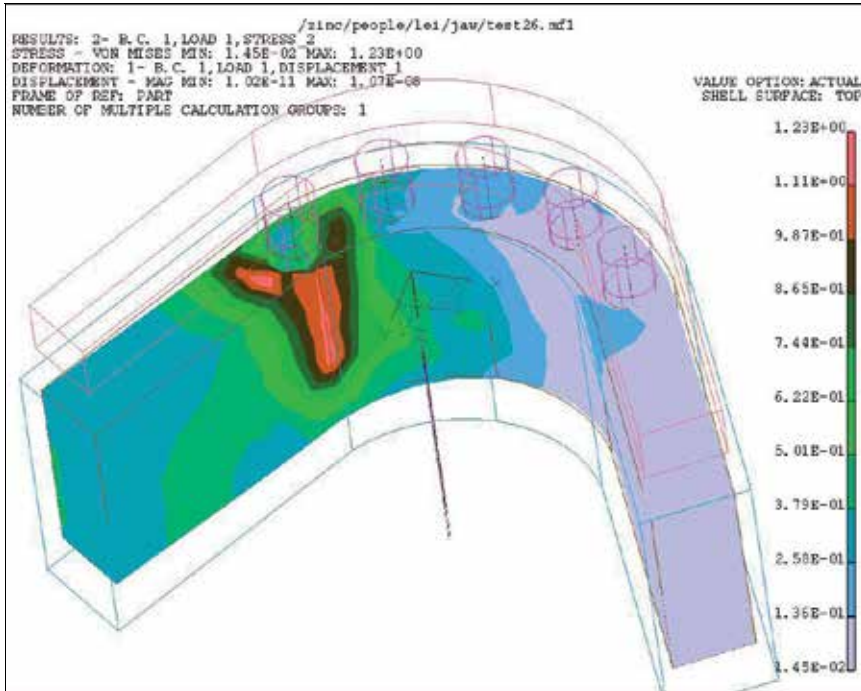 /zinc/people/lei/jaw/test26.mf1
RESULTS: 2- B.C. 1,LOAD 1,STRESS_2
STRESS - VON MISES MIN: 1.45E-02 MAX: 1.23E+00
DEFORMATION: 1- B.C. 1,LOAD 1,DISPLACEMENT_1
DISPLACEMENT - MAG MIN: 1.02E-11 MAX: 1.07E-08
FRAME OF REF: PART
NUMBER OF MULTIPLE CALCULATION GROUPS: 1
VALUE OPTION: ACTUAL
SHELL SURFACE: TOP
1.23E+00
1.11E+00
9.87E-01
8.65E-01
7.44E-01
6.22E-01
5.01E-01
3.79E-01
2.58E-01
1.36E-01
1.45E-02